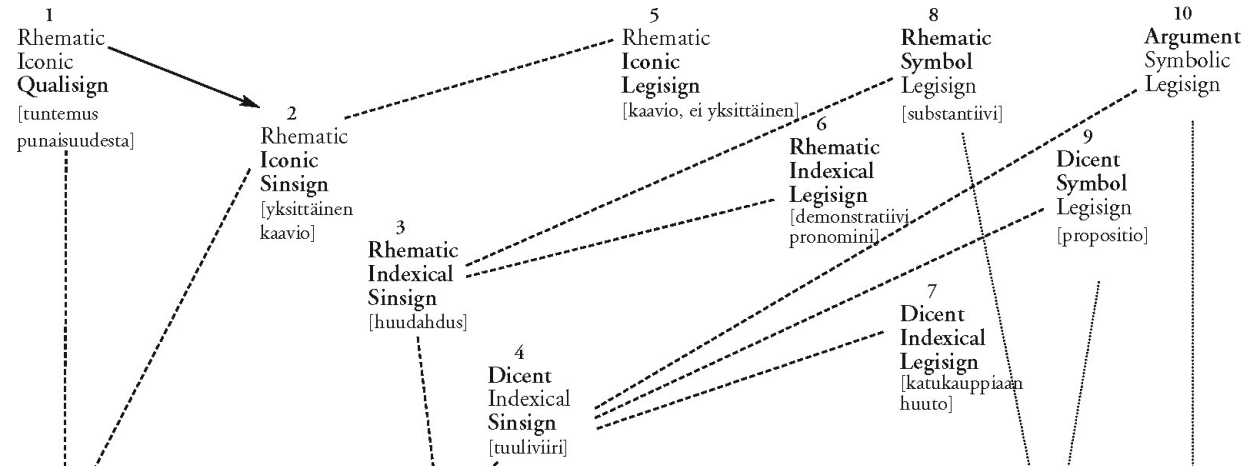 1
Rhematic
Iconic
Qualisign
[tuntemus
punaisuudesta]
2
Rhematic
Iconic
Sinsign
[yksittäinen
kaavio]
3
Rhematic
Indexical
Sinsign
[huudahdus]
4
Dicent
Indexical
Sinsign
[tuuliviiri]
5
Rhematic
Iconic
Legisign
[kaavio, ei yksittäinen]
6
Rhematic
Indexical
Legisign
[demonstratiivi
pronomini]
7
Dicent
Indexical
Legisign
[katukauppiaan
huuto]
8
Rhematic
Symbol
Legisign
[substantiivi]
9
Dicent
Symbol
Legisign
[propositio]
10
Argument
Symbolic
Legisign